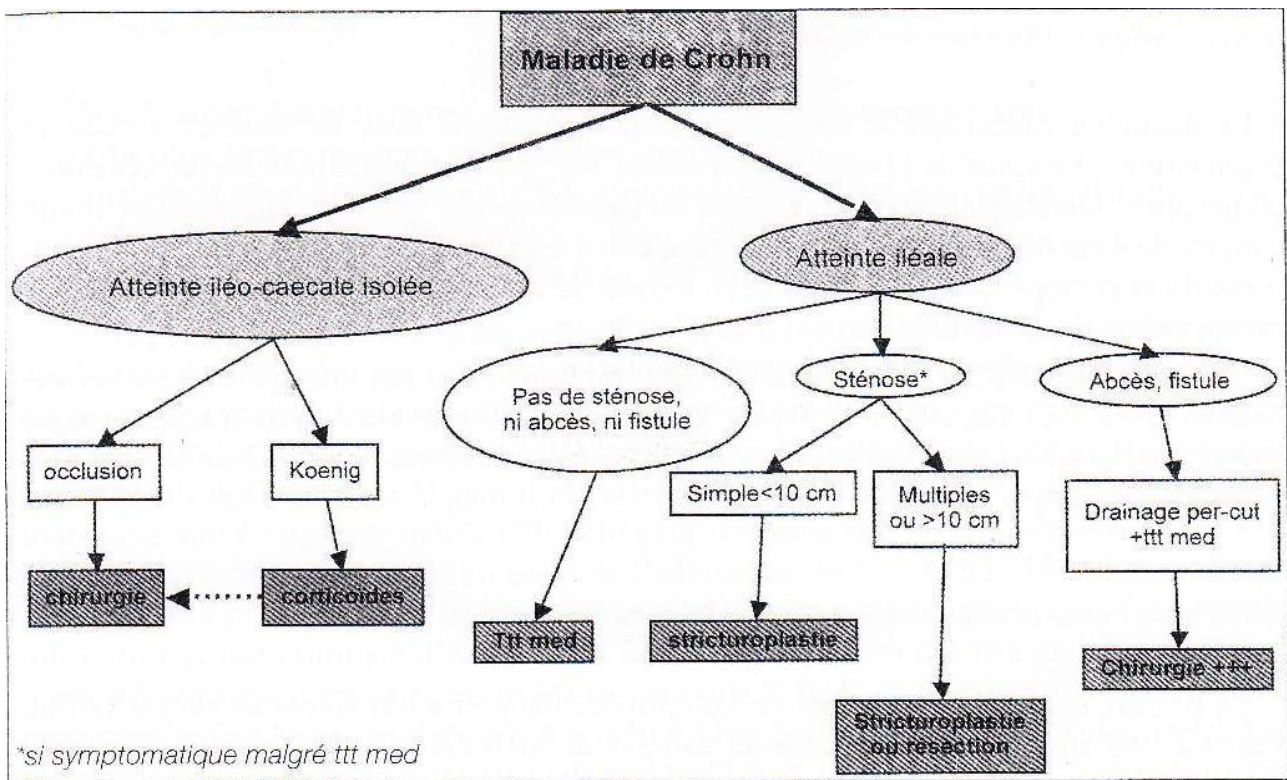 Maladie de Crohn
Atteinte iléo-caecale isolée
Atteinte iléale
Pas de sténose,
ni abcès, ni fistule
Sténose*
Abcès, fistule
occlusion
Koenig
Simple<10 cm
Multiples
ou >10 cm
Drainage per-cut
+ttt med
chirurgie
corticoides
Ttt med
stricturoplastie
Chirurgie +++
Stricturoplastie
ou résection
*si symptomatique malgré ttt med